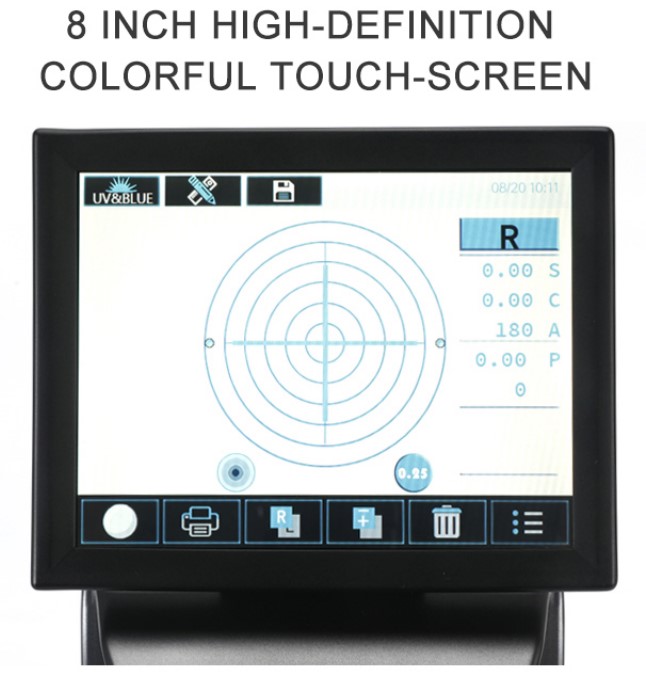 8 INCH HIGH-DEFINITION
COLORFUL TOUCH-SCREEN
UV&BLUE
08/20 10:11
R
0.00 S
0.00 C
180 A
0.00 P
0
0.25
R
L